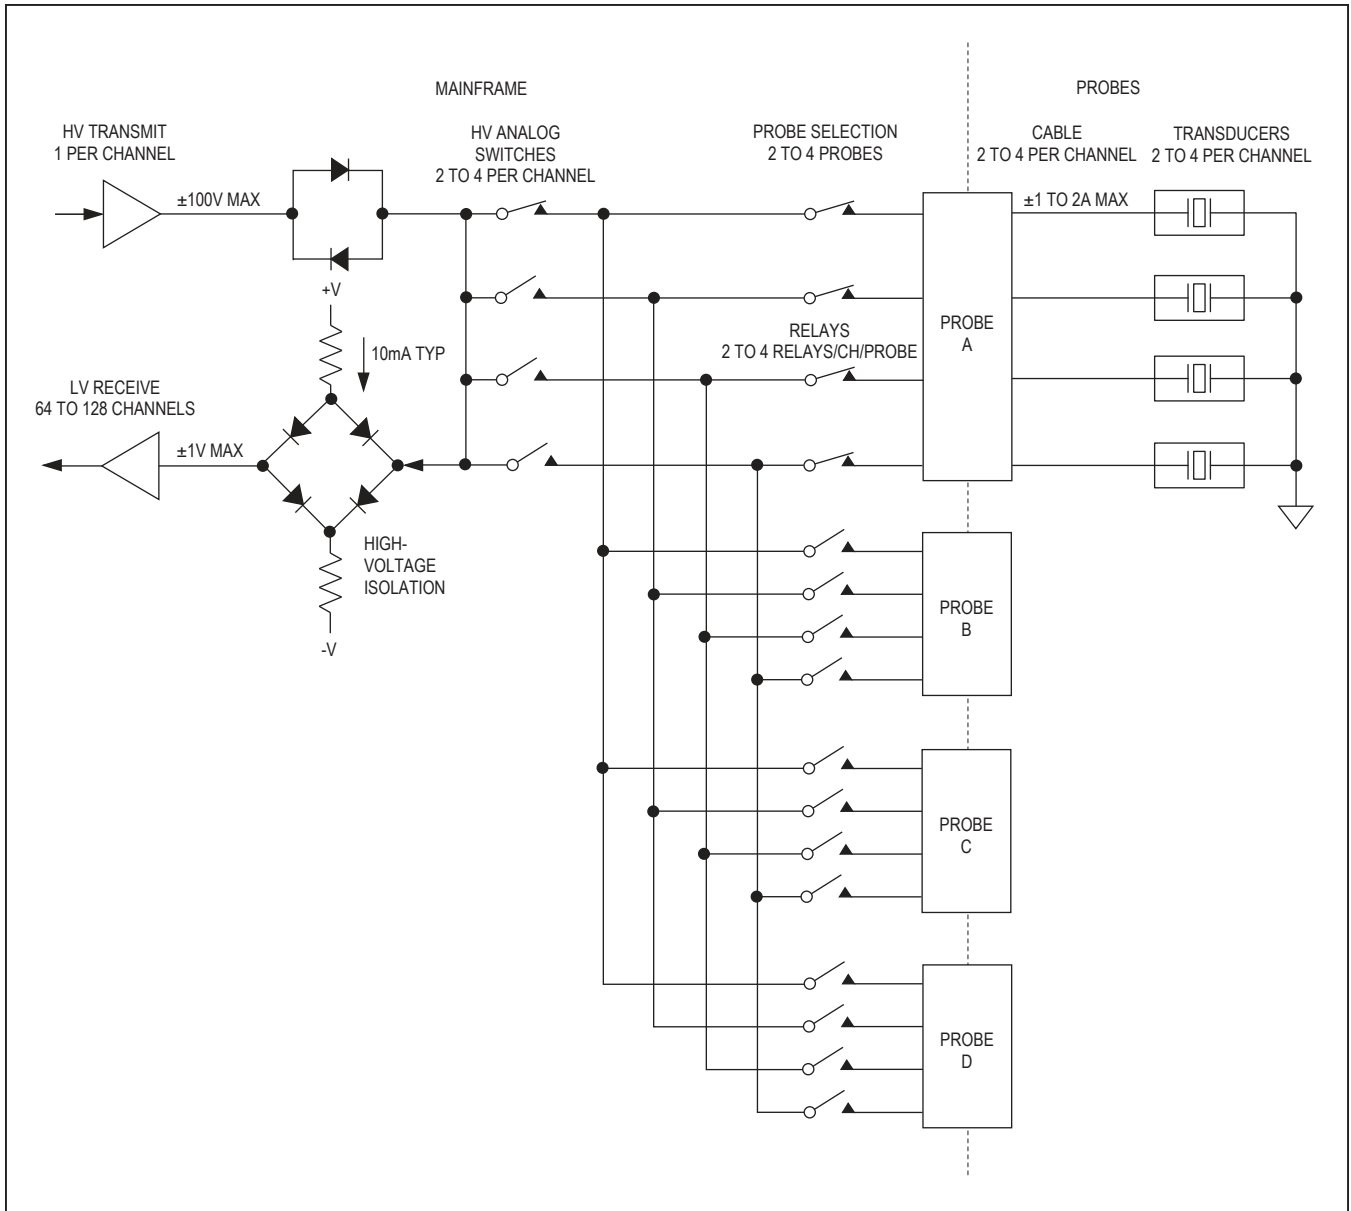 MAINFRAME
PROBES
HV TRANSMIT
1 PER CHANNEL
HV ANALOG
SWITCHES
2 TO 4 PER CHANNEL
PROBE SELECTION
2 TO 4 PROBES
CABLE
2 TO 4 PER CHANNEL
TRANSDUCERS
2 TO 4 PER CHANNEL
±100V MAX
±1 TO 2A MAX
+V
10mA TYP
RELAYS
2 TO 4 RELAYS/CH/PROBE
PROBE
A
LV RECEIVE
64 TO 128 CHANNELS
±1V MAX
HIGH-
VOLTAGE
ISOLATION
-V
PROBE
B
PROBE
C
PROBE
D